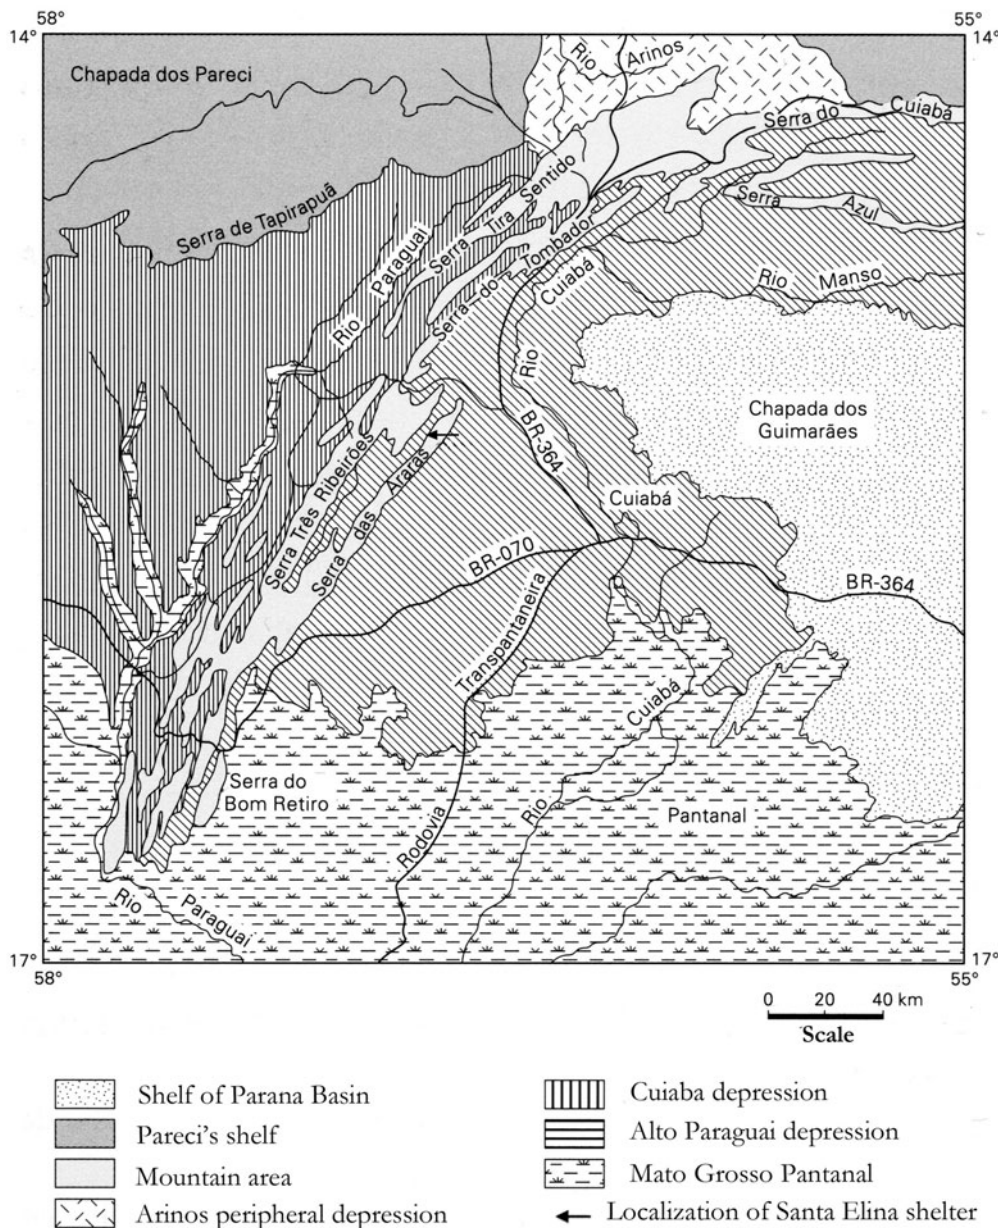 58°
55°
14°
14°
Chapada dos Pareci
Rio Arinos
Serra do Cuiabá
Serra de Tapirapuã
Serra Tira Sentido
Serra Azul
Rio Paraguai
Serra do Tombador
Cuiabá
Rio
Rio Manso
Chapada dos
Guimarães
BR-364
Serra Três Ribeirões
Serra das Araras
Cuiabá
BR-070
BR-364
Transpantaneira
Rodovia
Rio Cuiabá
Serra do
Bom Retiro
Pantanal
Rio Paraguai
17°
17°
58°
55°
0 20 40 km
Scale
Shelf of Parana Basin
Pareci's shelf
Mountain area
Arinos peripheral depression
Cuiaba depression
Alto Paraguai depression
Mato Grosso Pantanal
Localization of Santa Elina shelter